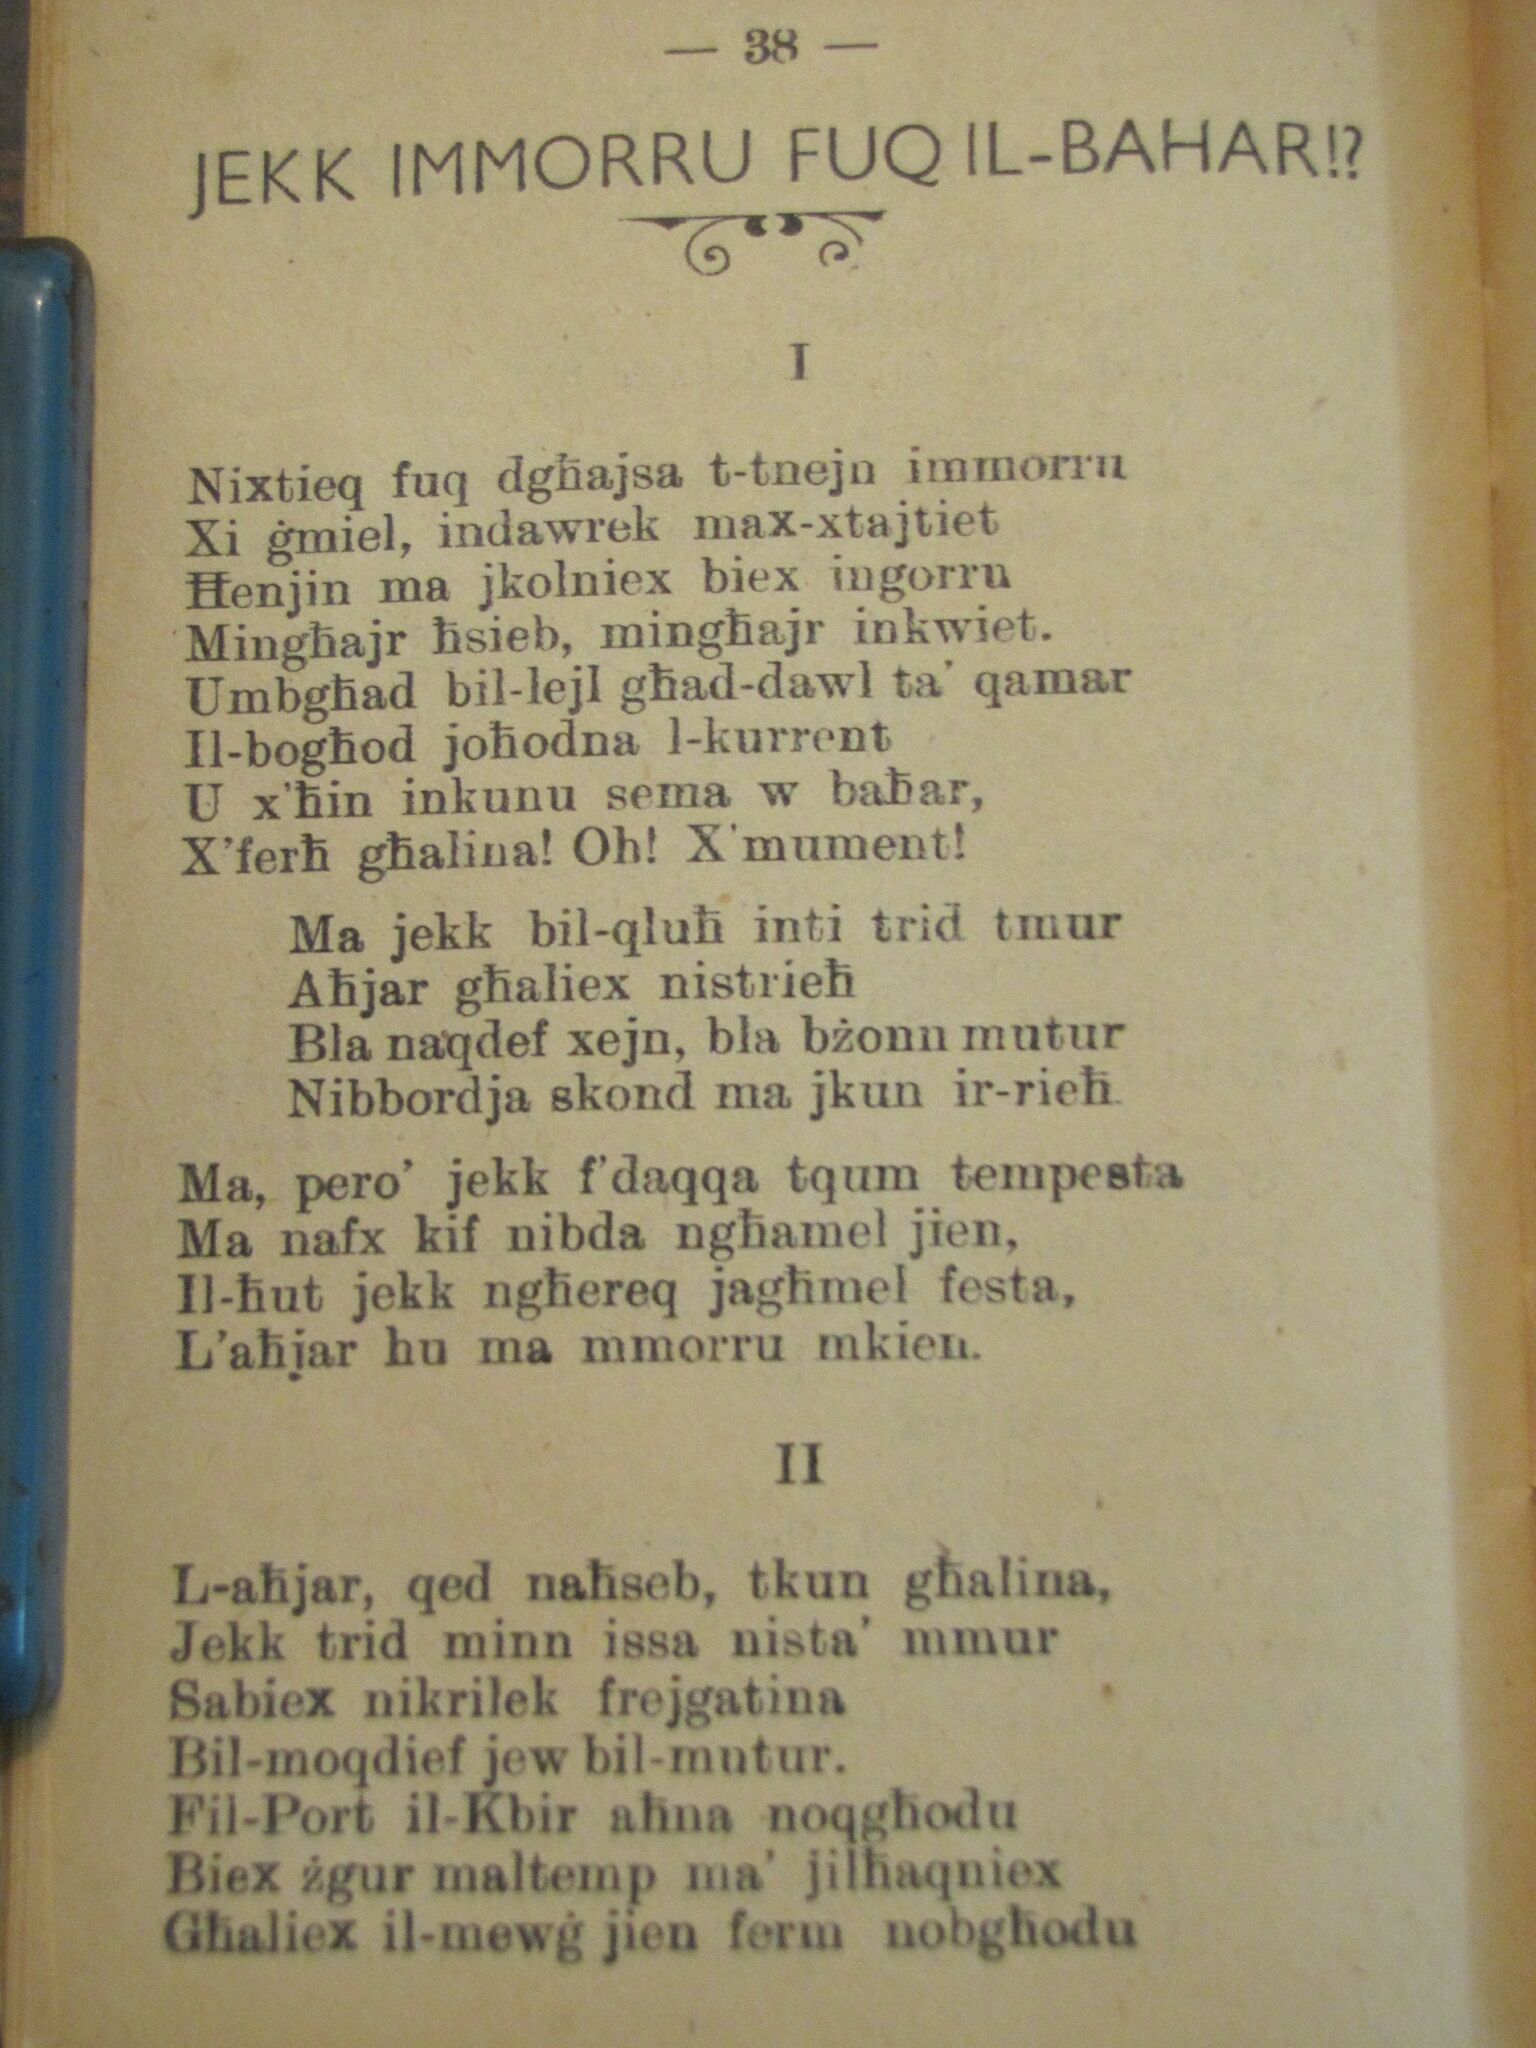 — 38 —
JEKK IMMORRU FUQ IL-BAHAR!?
I
Nixtieq fuq dgħajsa t-tnejn immorru
Xi ġmiel, indawrek max-xtajtiet
Ħenjin ma jkolniex biex ingorru
Mingħajr ħsieb, mingħajr inkwiet.
Umbgħad bil-lejl għad-dawl ta’ qamar
Il-bogħod joħodna l-kurrent
U x’ħin inkunu sema w baħar,
X’ferħ għalina! Oh! X’mument!
Ma jekk bil-qluħ inti trid tmur
Aħjar għaliex nistrieħ
Bla naqdef xejn, bla bżonn mutur
Nibbordja skond ma jkun ir-rieħ.
Ma, pero’ jekk f’daqqa tqum tempesta
Ma nafx kif nibda ngħamel jien,
Il-ħut jekk ngħereq jagħmel festa,
L’aħjar hu ma mmorru mkien.
II
L-aħjar, qed naħseb, tkun għalina,
Jekk trid minn issa nista’ mmur
Sabiex nikrilek frejgatina
Bil-moqdief jew bil-mutur.
Fil-Port il-Kbir aħna noqgħodu
Biex żgur maltemp ma’ jilħaqniex
Għaliex il-mewġ jien ferm nobgħodu